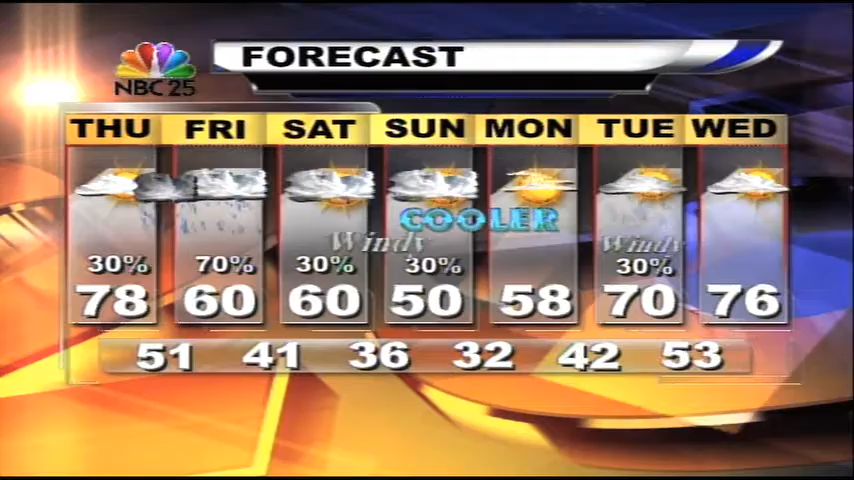 FORECAST
NBC 25
THU FRI SAT SUN MON TUE WED
COOLER
Windy Windy
30% 70% 30% 30% 30%
78 60 60 50 58 70 76
51 41 36 32 42 53